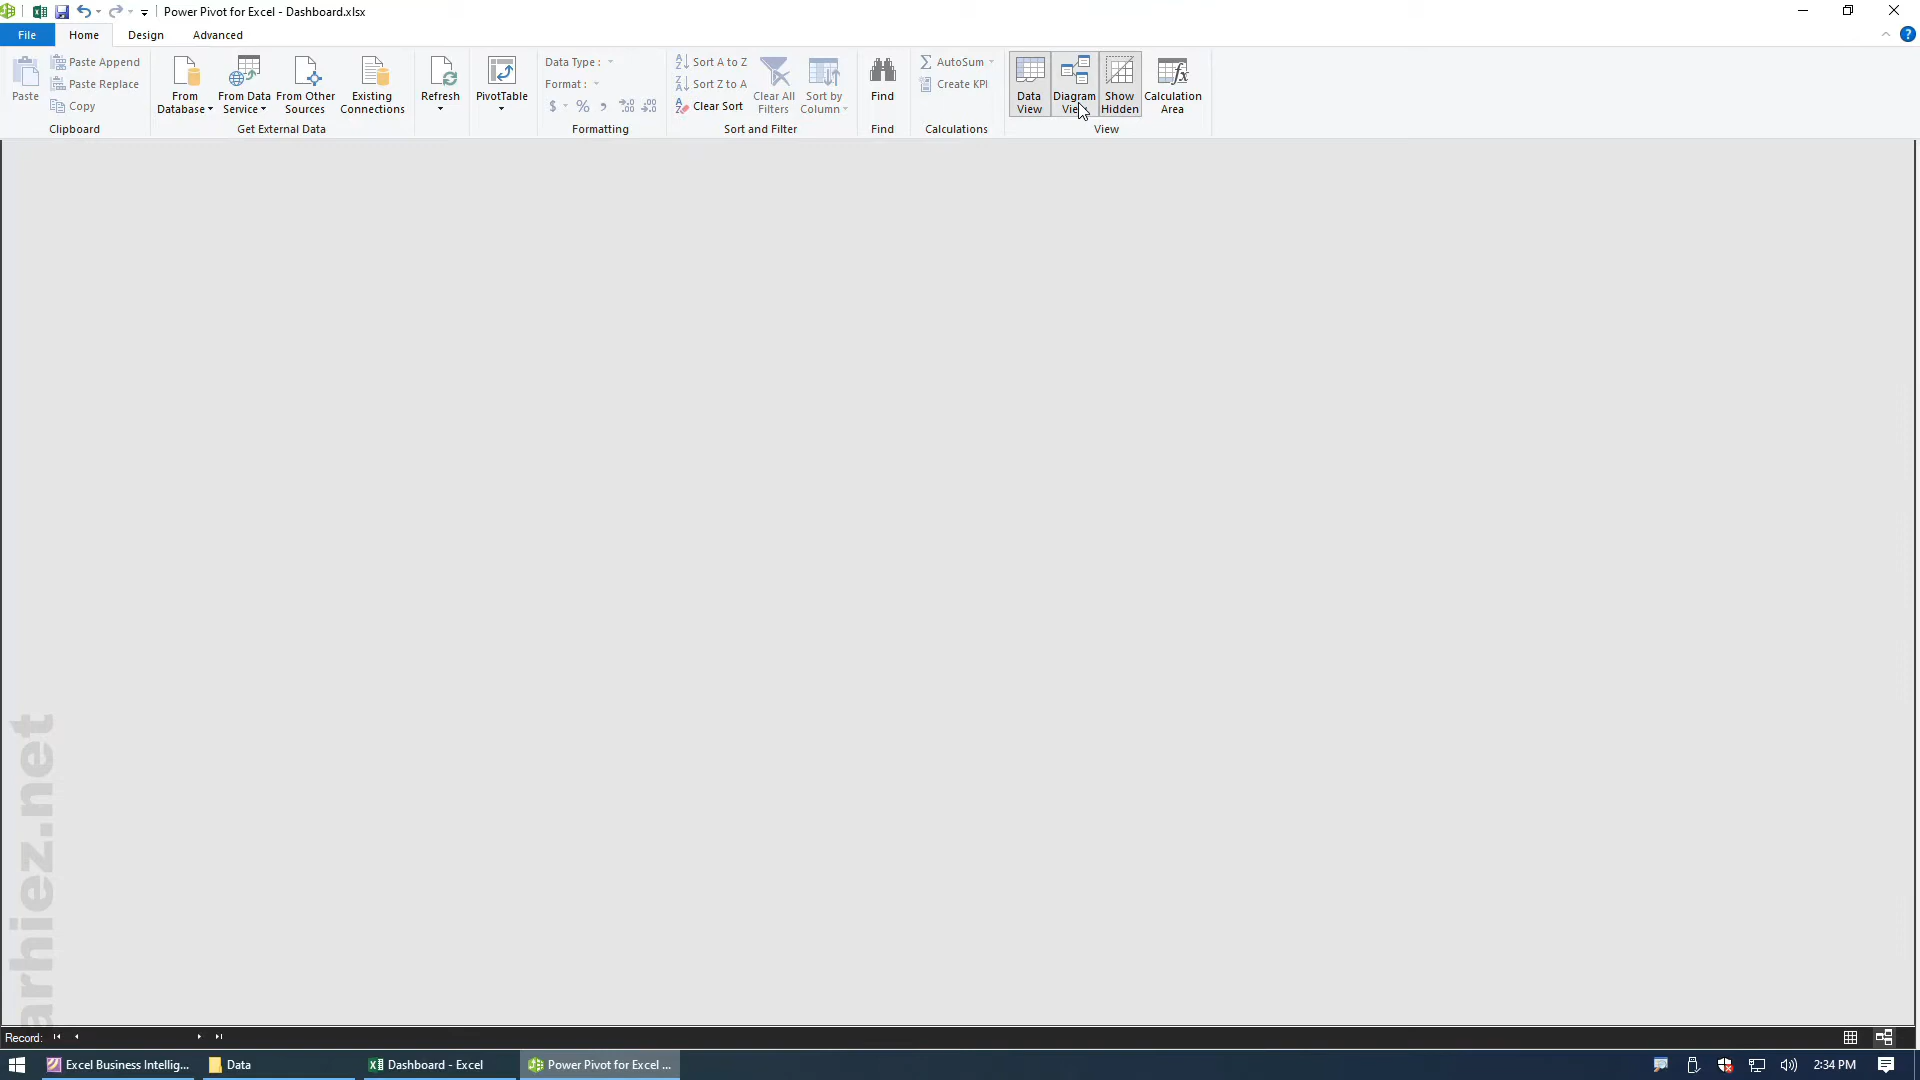 Power Pivot for Excel - Dashboard.xlsx
File Home Design Advanced
Paste
Paste Append
Paste Replace
Copy
Clipboard
From Database
From Data Service
From Other Sources
Existing Connections
Get External Data
Refresh
PivotTable
Data Type :
Format :
$ % ,
Formatting
Sort A to Z
Sort Z to A
Clear Sort
Clear All Filters
Sort by Column
Sort and Filter
Find
Find
AutoSum
Create KPI
Calculations
Data View
Diagram View
Show Hidden
Calculation Area
View
arhiez.net
Record:
Excel Business Intellig...
Data
Dashboard - Excel
Power Pivot for Excel ...
2:34 PM